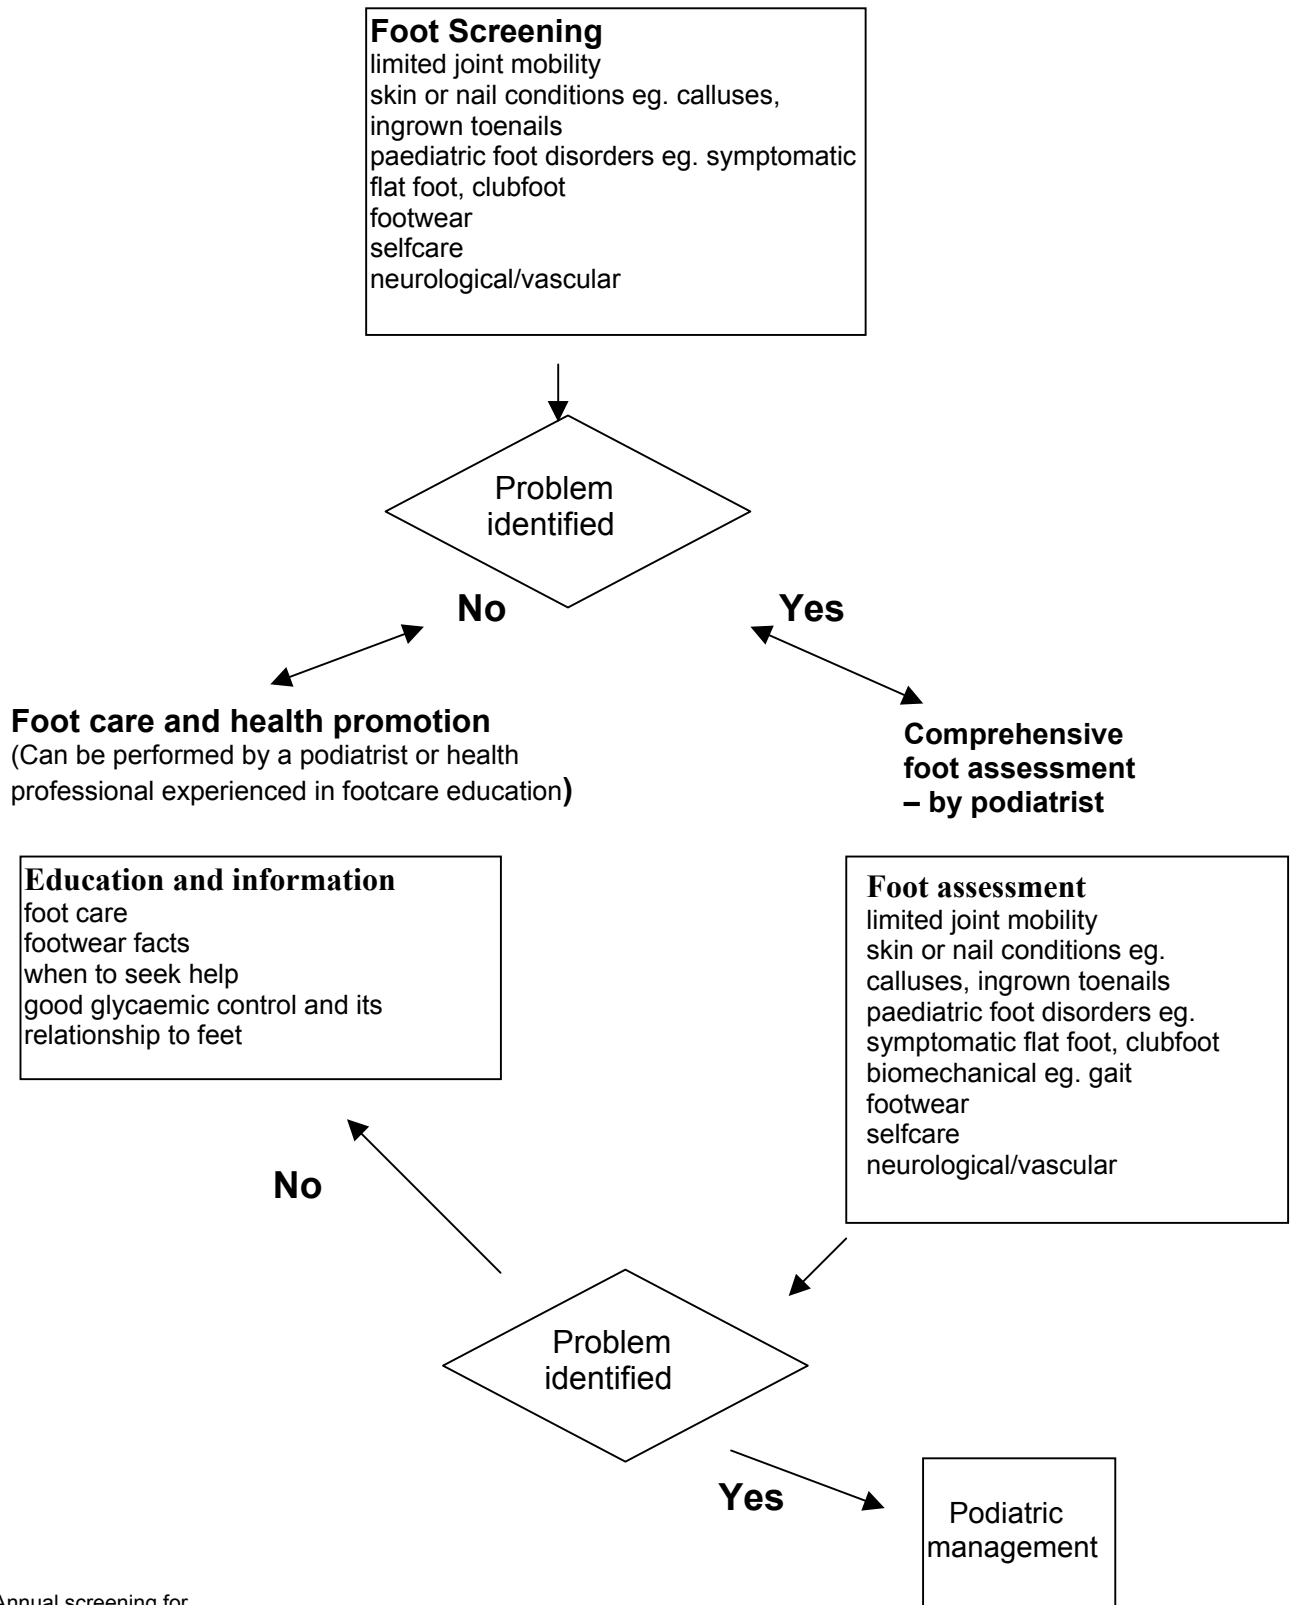 Foot Screening
limited joint mobility
skin or nail conditions eg. calluses,
ingrown toenails
paediatric foot disorders eg. symptomatic
flat foot, clubfoot
footwear
selfcare
neurological/vascular
Problem
identified
No
Yes
Foot care and health promotion
(Can be performed by a podiatrist or health
professional experienced in footcare education)
Comprehensive
foot assessment
– by podiatrist
Education and information
foot care
footwear facts
when to seek help
good glycaemic control and its
relationship to feet
Foot assessment
limited joint mobility
skin or nail conditions eg.
calluses, ingrown toenails
paediatric foot disorders eg.
symptomatic flat foot, clubfoot
biomechanical eg. gait
footwear
selfcare
neurological/vascular
No
Problem
identified
Yes
Podiatric
management
Annual screening for